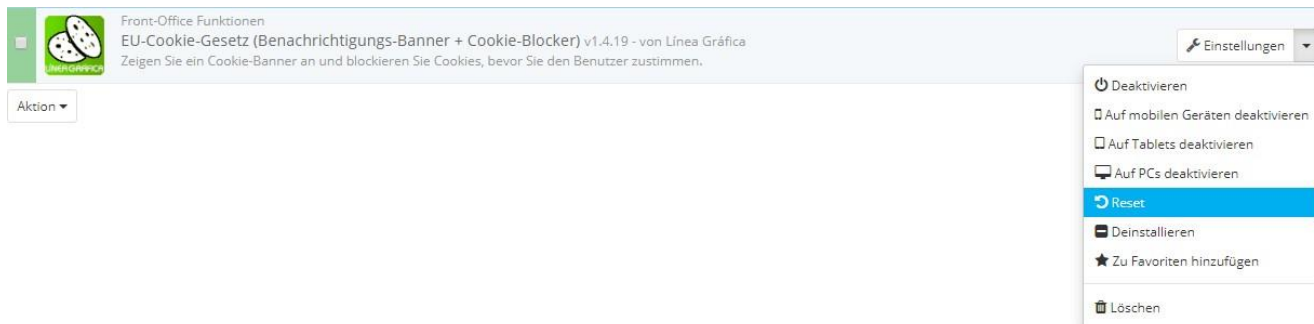 Front-Office Funktionen
EU-Cookie-Gesetz (Benachrichtigungs-Banner + Cookie-Blocker) v1.4.19 - von Línea Gráfica
Zeigen Sie ein Cookie-Banner an und blockieren Sie Cookies, bevor Sie den Benutzer zustimmen.
LINEAGRAFICA
Einstellungen
Aktion
Deaktivieren
Auf mobilen Geräten deaktivieren
Auf Tablets deaktivieren
Auf PCs deaktivieren
Reset
Deinstallieren
Zu Favoriten hinzufügen
Löschen